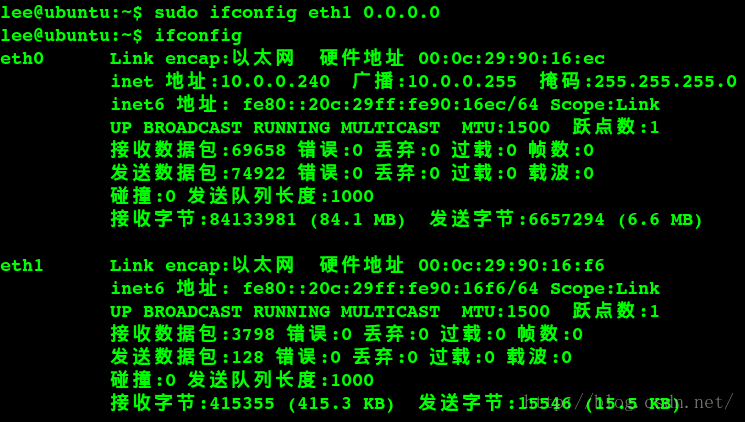 lee@ubuntu:~$ sudo ifconfig eth1 0.0.0.0
lee@ubuntu:~$ ifconfig
eth0      Link encap:以太网  硬件地址 00:0c:29:90:16:ec
          inet 地址:10.0.0.240  广播:10.0.0.255  掩码:255.255.255.0
          inet6 地址: fe80::20c:29ff:fe90:16ec/64 Scope:Link
          UP BROADCAST RUNNING MULTICAST  MTU:1500  跃点数:1
          接收数据包:69658 错误:0 丢弃:0 过载:0 帧数:0
          发送数据包:74922 错误:0 丢弃:0 过载:0 载波:0
          碰撞:0 发送队列长度:1000
          接收字节:84133981 (84.1 MB)  发送字节:6657294 (6.6 MB)
eth1      Link encap:以太网  硬件地址 00:0c:29:90:16:f6
          inet6 地址: fe80::20c:29ff:fe90:16f6/64 Scope:Link
          UP BROADCAST RUNNING MULTICAST  MTU:1500  跃点数:1
          接收数据包:3798 错误:0 丢弃:0 过载:0 帧数:0
          发送数据包:128 错误:0 丢弃:0 过载:0 载波:0
          碰撞:0 发送队列长度:1000
          接收字节:415355 (415.3 KB)  发送字节:15546 (15.5 KB)
http://blog.csdn.net/